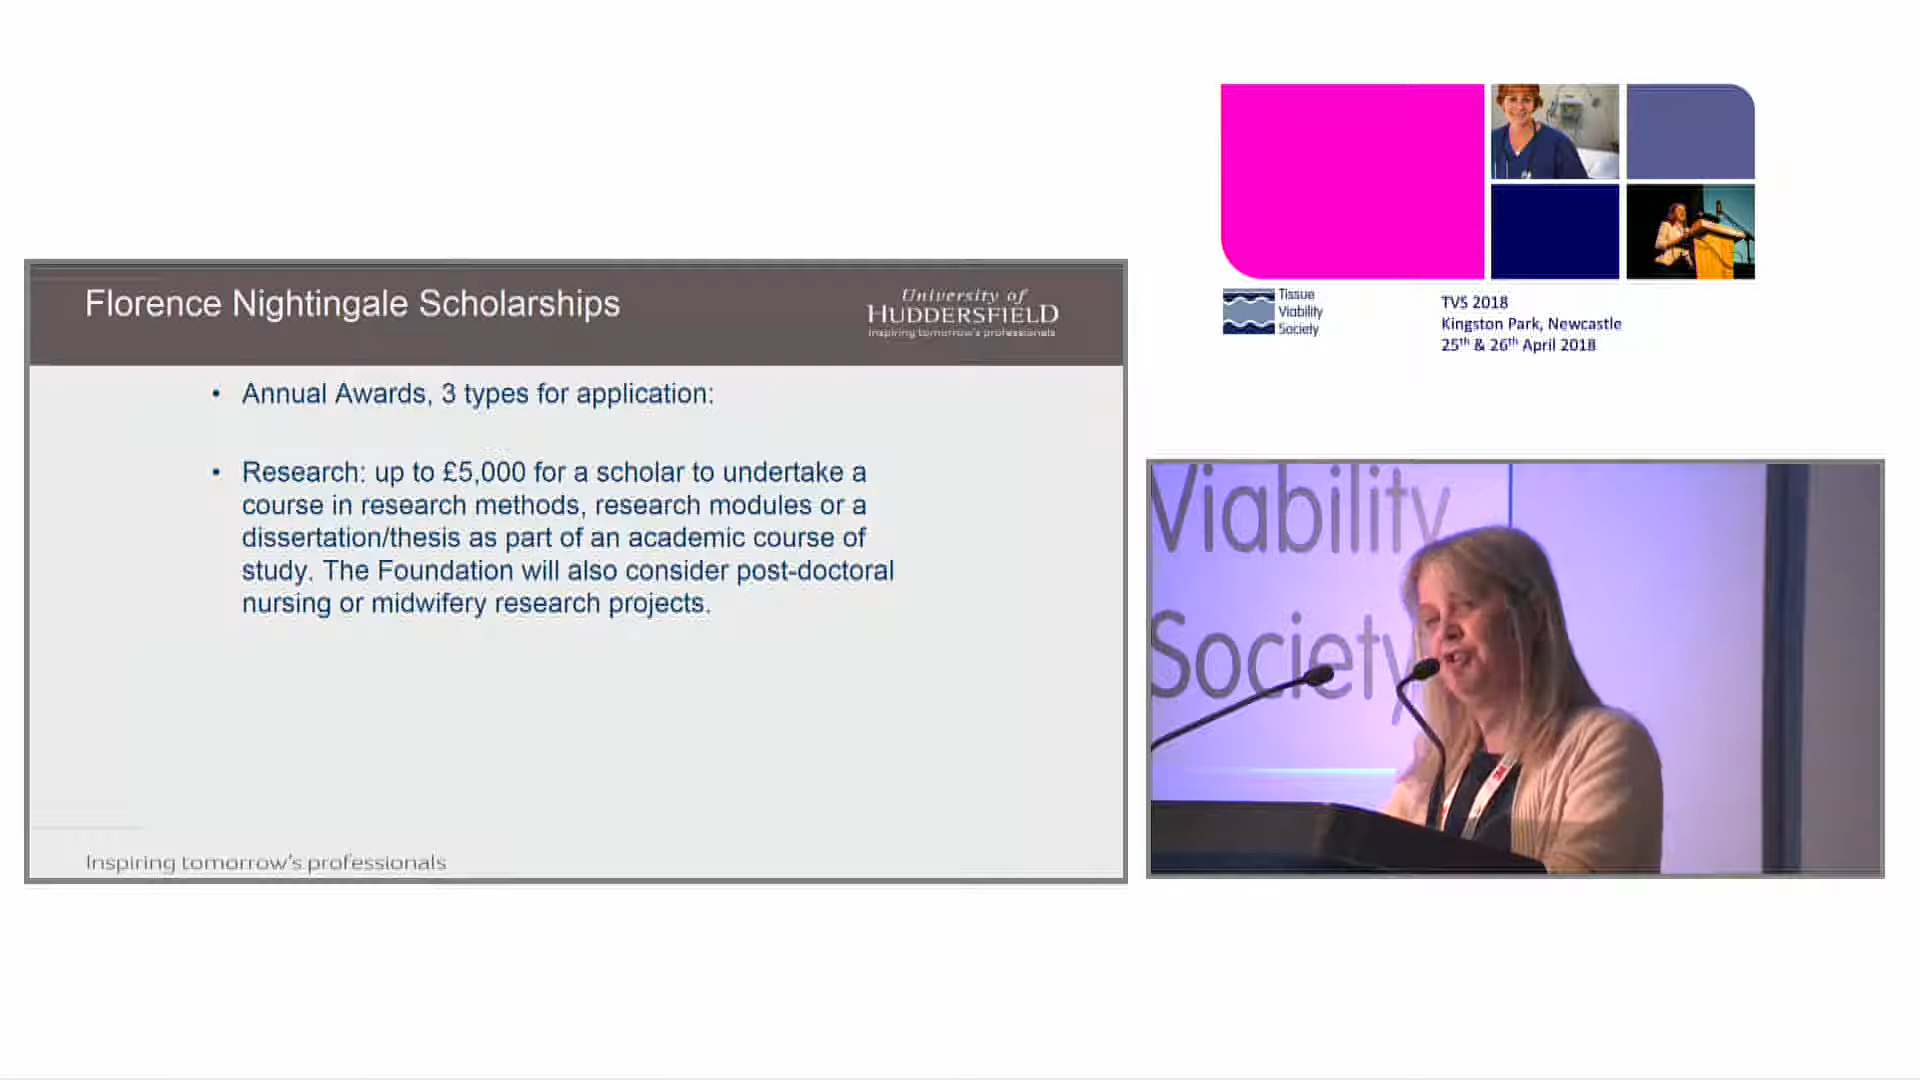 Florence Nightingale Scholarships
University of
HUDDERSFIELD
Inspiring tomorrow's professionals
• Annual Awards, 3 types for application:
• Research: up to £5,000 for a scholar to undertake a
course in research methods, research modules or a
dissertation/thesis as part of an academic course of
study. The Foundation will also consider post-doctoral
nursing or midwifery research projects.
Inspiring tomorrow's professionals
Tissue
Viability
Society
TVS 2018
Kingston Park, Newcastle
25th & 26th April 2018
Viability
Society